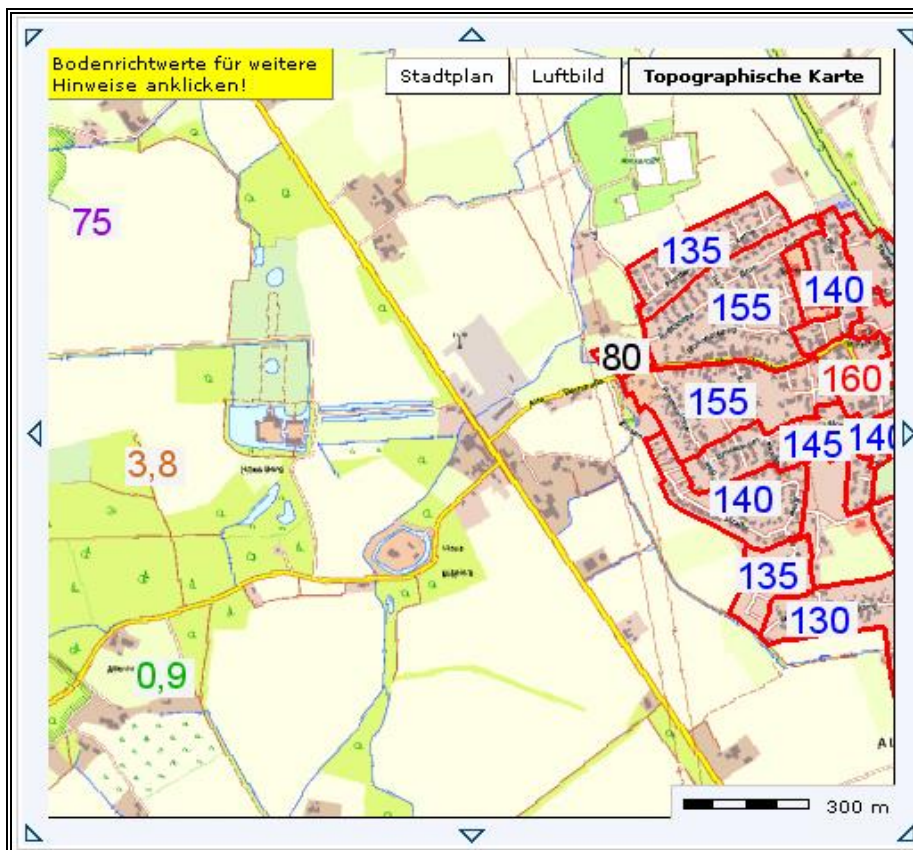 Bodenrichtwerte für weitere
Hinweise anklicken!
Stadtplan
Luftbild
Topographische Karte
75
135
155
140
80
160
155
145
140
3,8
140
135
130
0,9
300 m